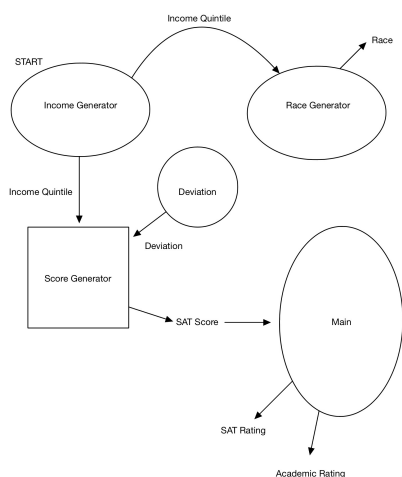 Income Quintile
Race
START
Income Generator
Race Generator
Income Quintile
Deviation
Deviation
Score Generator
SAT Score
Main
SAT Rating
Academic Rating